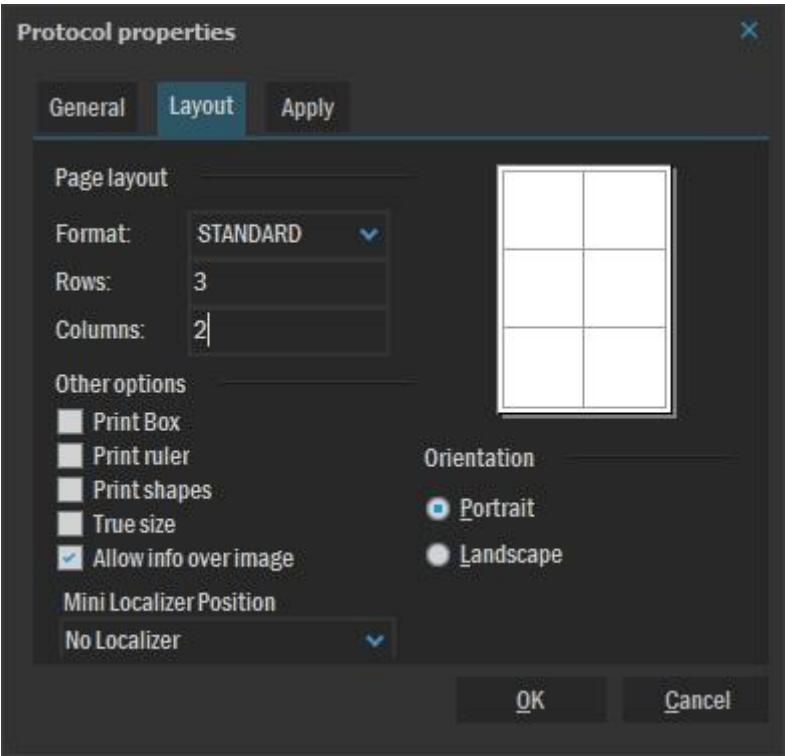 Protocol properties
General Layout Apply
Page layout
Format: STANDARD
Rows: 3
Columns: 2
Other options
Print Box
Print ruler
Print shapes
True size
Allow info over image
Mini Localizer Position
No Localizer
Orientation
Portrait
Landscape
OK Cancel